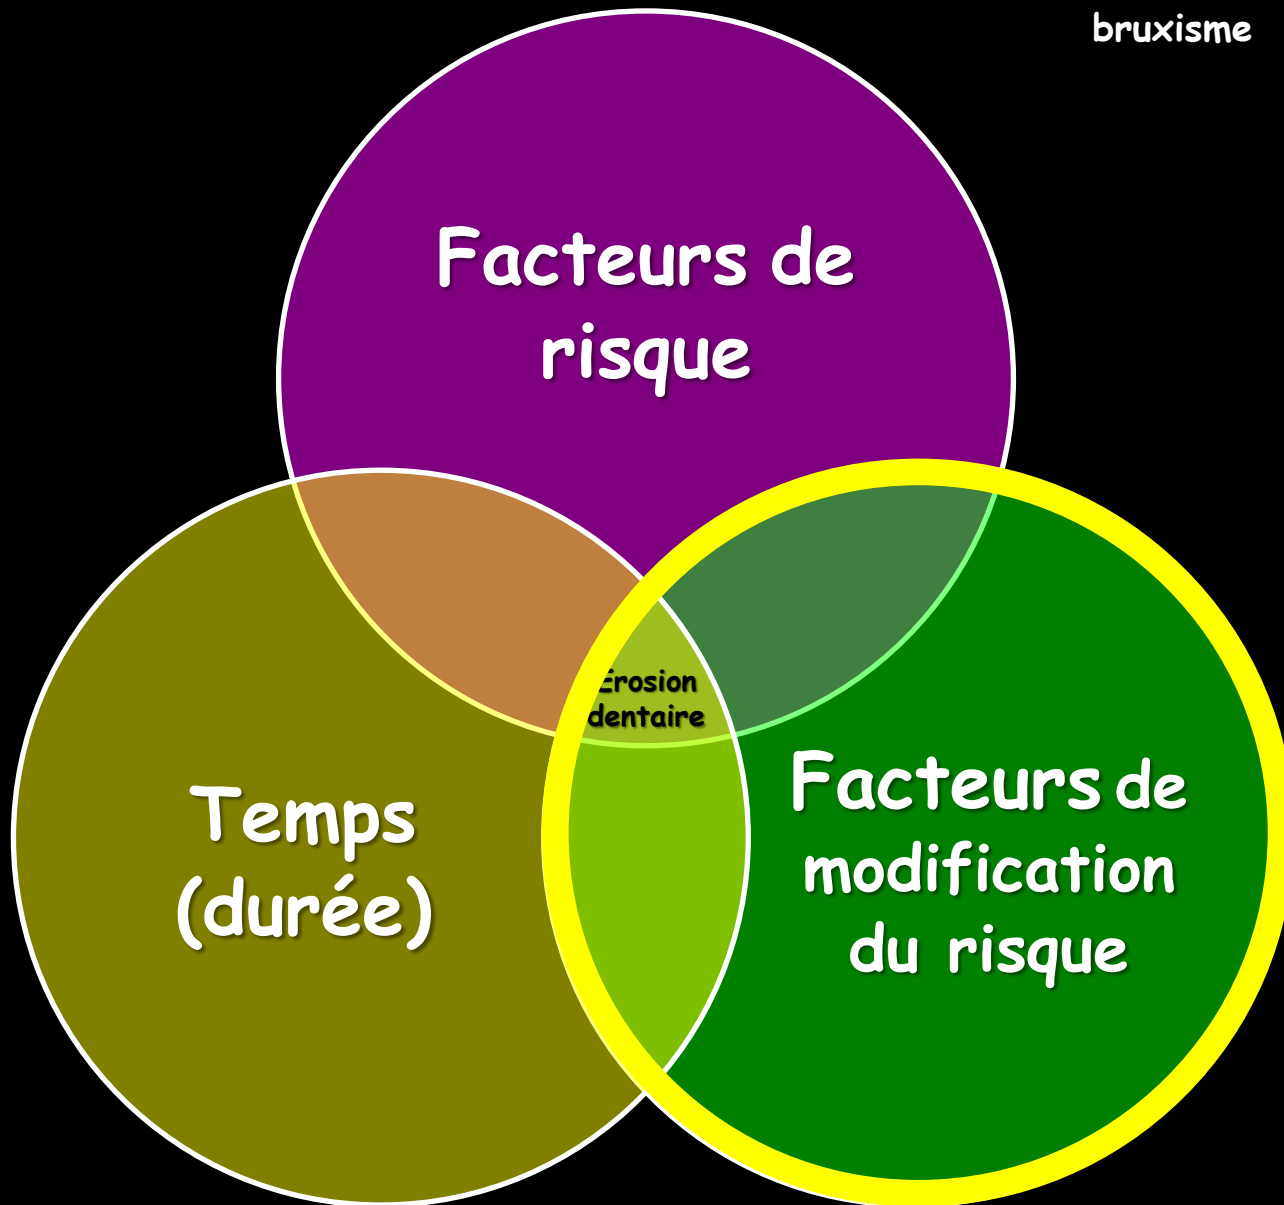 bruxisme
Facteurs de
risque
Érosion
dentaire
Temps
(durée)
Facteurs de
modification
du risque